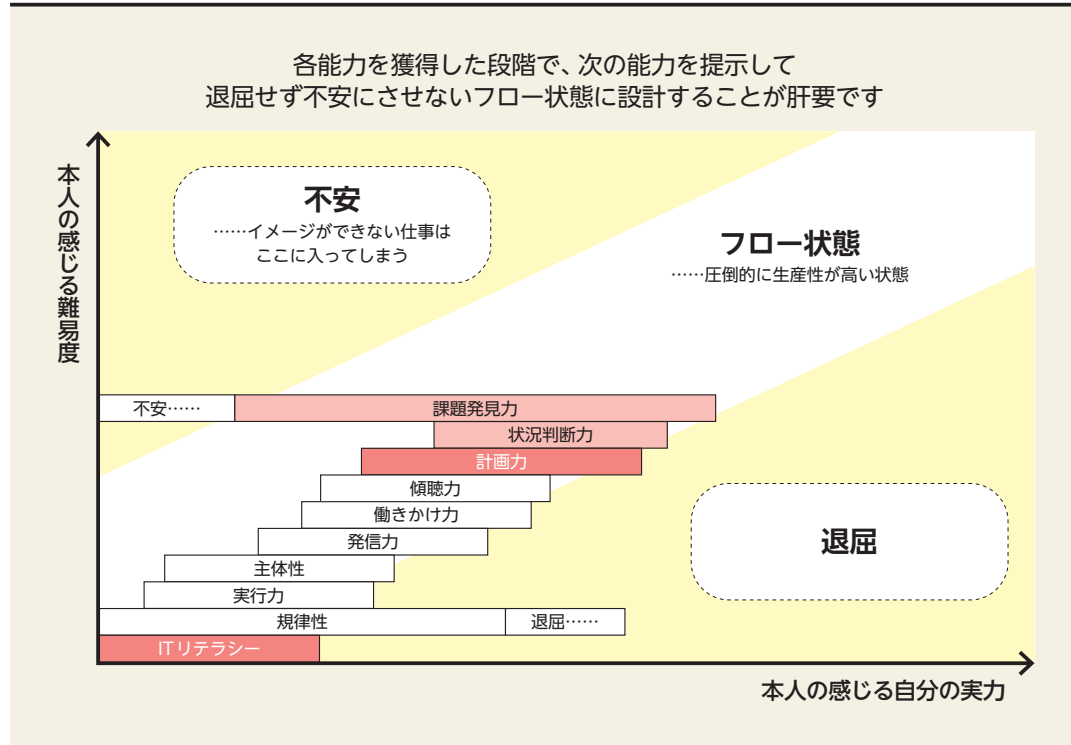 各能力を獲得した段階で、次の能力を提示して
退屈せず不安にさせないフロー状態に設計することが肝要です
本人の感じる難易度
不安
……イメージができない仕事は
ここに入ってしまう
フロー状態
……圧倒的に生産性が高い状態
不安……
課題発見力
状況判断力
計画力
傾聴力
働きかけ力
発信力
主体性
実行力
規律性
退屈……
ITリテラシー
退屈
本人の感じる自分の実力